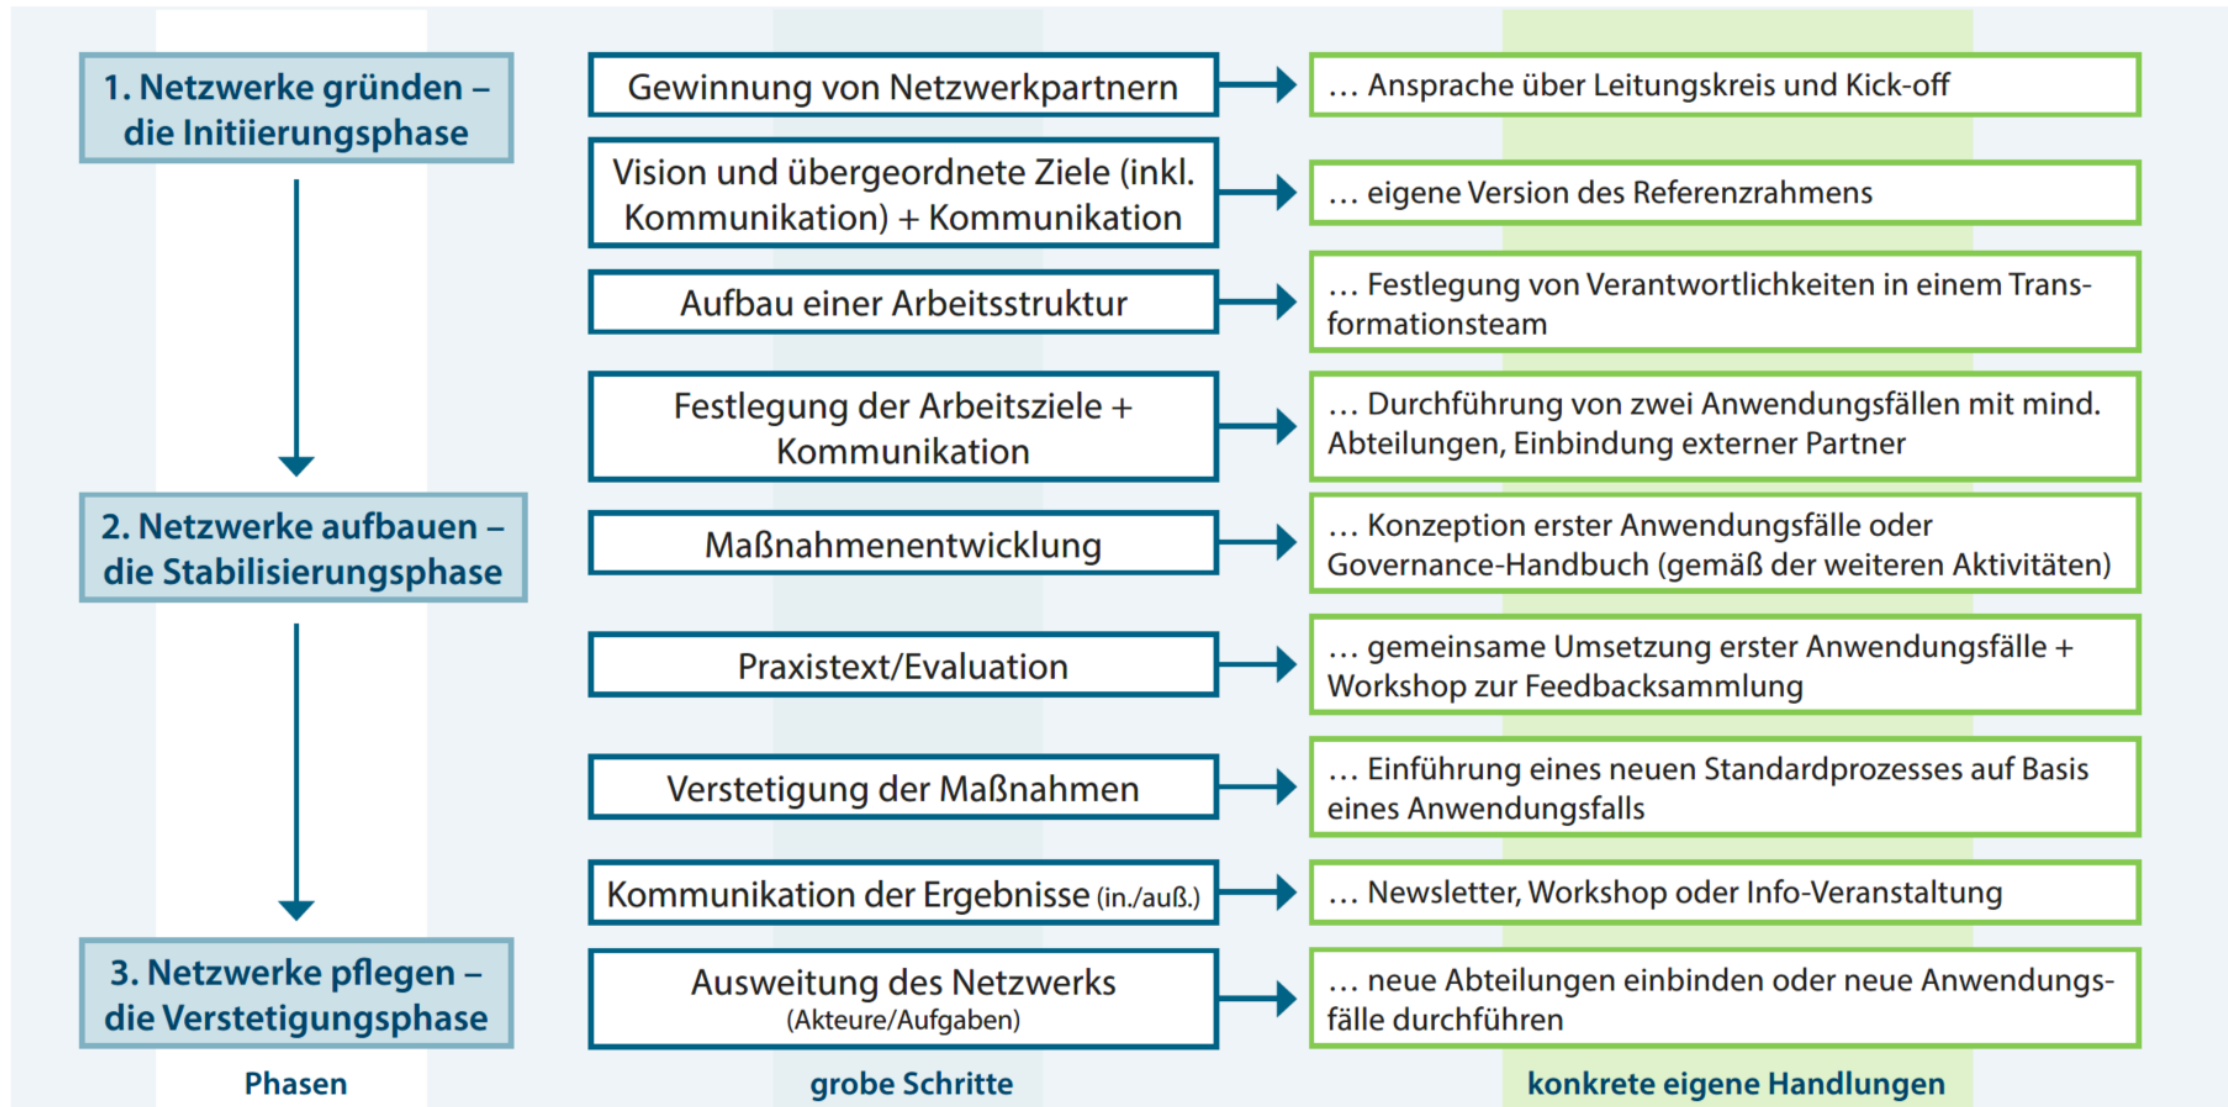 1. Netzwerke gründen –
die Initiierungsphase
Gewinnung von Netzwerkpartnern
… Ansprache über Leitungskreis und Kick-off
Vision und übergeordnete Ziele (inkl.
Kommunikation) + Kommunikation
… eigene Version des Referenzrahmens
Aufbau einer Arbeitsstruktur
… Festlegung von Verantwortlichkeiten in einem Trans-
formationsteam
Festlegung der Arbeitsziele +
Kommunikation
… Durchführung von zwei Anwendungsfällen mit mind.
Abteilungen, Einbindung externer Partner
2. Netzwerke aufbauen –
die Stabilisierungsphase
Maßnahmenentwicklung
… Konzeption erster Anwendungsfälle oder
Governance-Handbuch (gemäß der weiteren Aktivitäten)
Praxistext/Evaluation
… gemeinsame Umsetzung erster Anwendungsfälle +
Workshop zur Feedbacksammlung
Verstetigung der Maßnahmen
… Einführung eines neuen Standardprozesses auf Basis
eines Anwendungsfalls
Kommunikation der Ergebnisse (in./auß.)
… Newsletter, Workshop oder Info-Veranstaltung
3. Netzwerke pflegen –
die Verstetigungsphase
Ausweitung des Netzwerks
(Akteure/Aufgaben)
… neue Abteilungen einbinden oder neue Anwendungs-
fälle durchführen
Phasen
grobe Schritte
konkrete eigene Handlungen